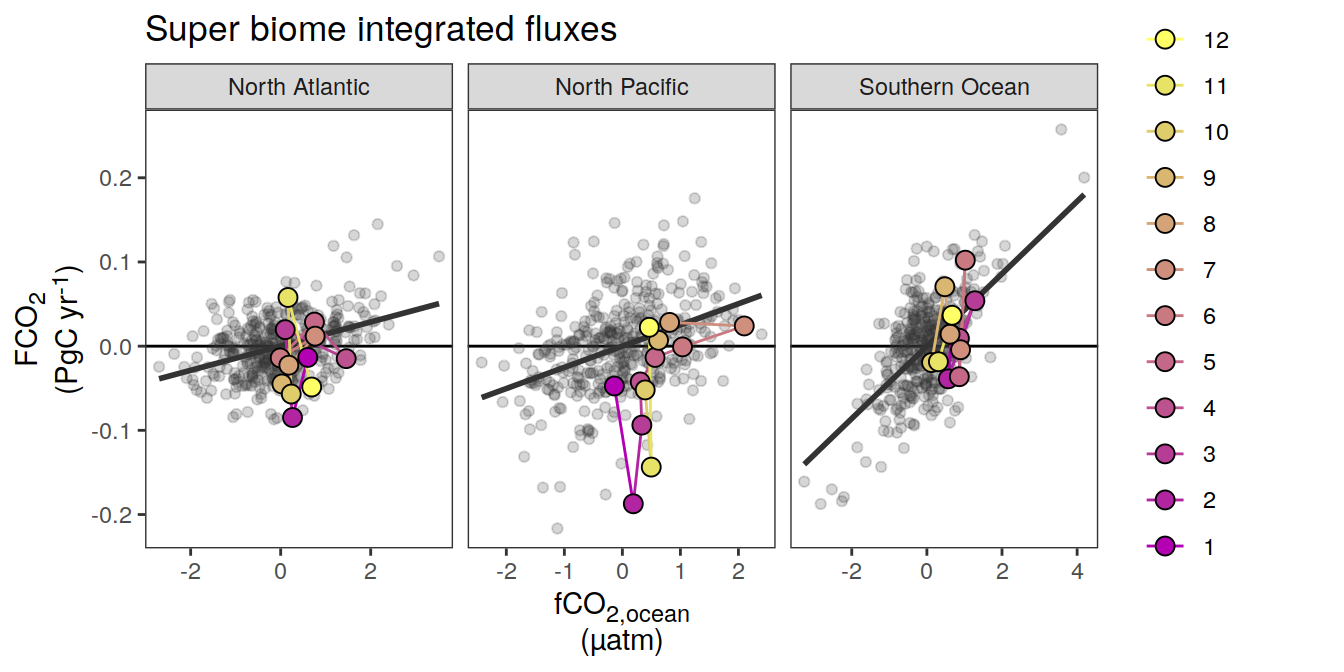 Super biome integrated fluxes
North Atlantic
North Pacific
Southern Ocean
FCO2
(PgC yr-1)
0.2
0.1
0.0
-0.1
-0.2
-2 0 2
-2 -1 0 1 2
-2 0 2 4
fCO2,ocean
(µatm)
12
11
10
9
8
7
6
5
4
3
2
1